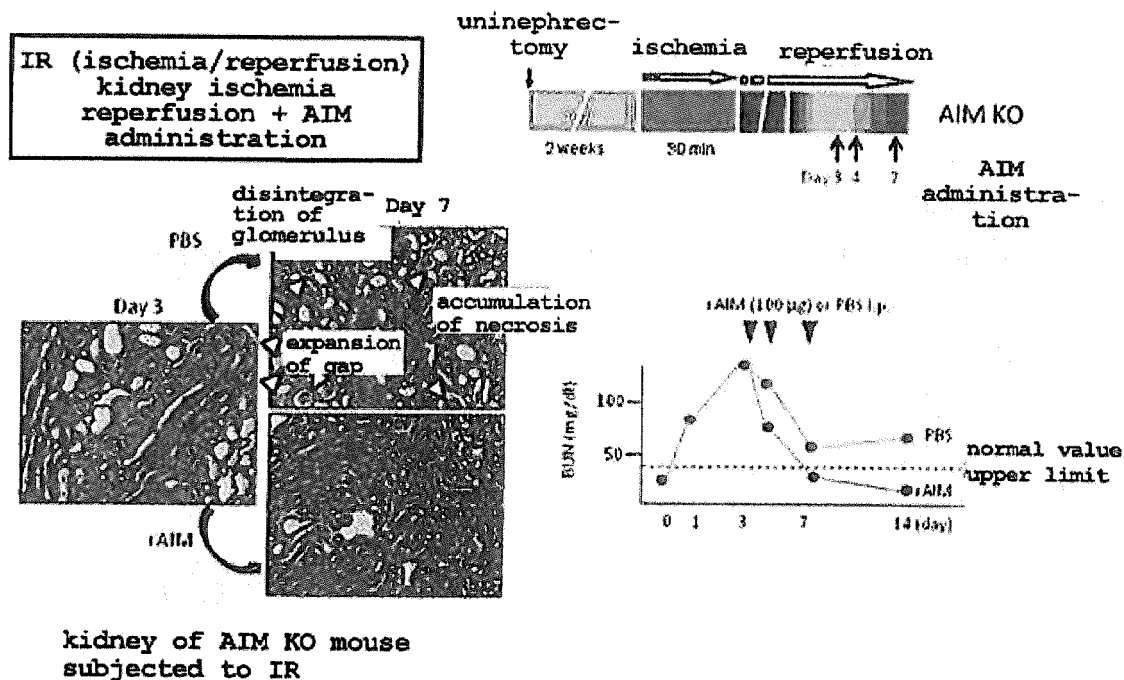 IR (ischemia/reperfusion)
kidney ischemia
reperfusion + AIM
administration
uninephrec-
tomy
ischemia
reperfusion
AIM KO
2 weeks
30 min
Day 3 4 7
AIM
administra-
tion
disintegra-
tion of
glomerulus
Day 7
PBS
Day 3
accumulation
of necrosis
expansion
of gap
rAIM
kidney of AIM KO mouse
subjected to IR
rAIM (100 µg) or PBS i.p.
BUN (mg/dl)
100
50
PBS
normal value
upper limit
rAIM
0 1 3 7 14 (day)